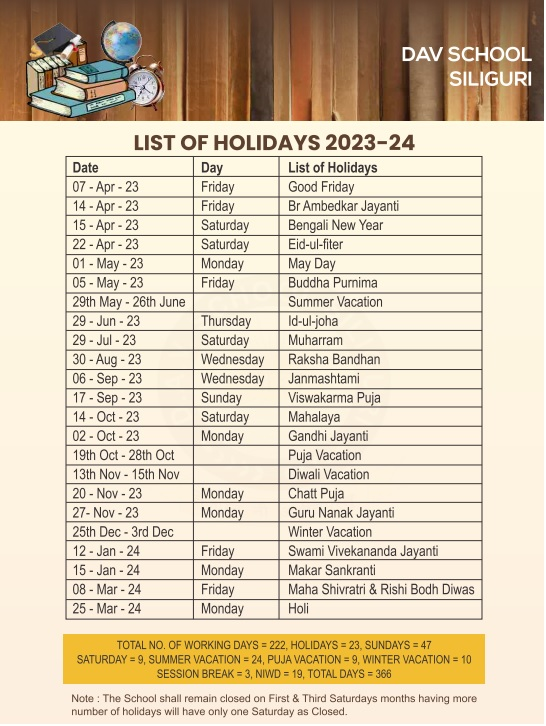 DAV SCHOOL
SILIGURI
LIST OF HOLIDAYS 2023-24
Date Day List of Holidays
07 - Apr - 23 Friday Good Friday
14 - Apr - 23 Friday Br Ambedkar Jayanti
15 - Apr - 23 Saturday Bengali New Year
22 - Apr - 23 Saturday Eid-ul-fiter
01 - May - 23 Monday May Day
05 - May - 23 Friday Buddha Purnima
29th May - 26th June Summer Vacation
29 - Jun - 23 Thursday Id-ul-joha
29 - Jul - 23 Saturday Muharram
30 - Aug - 23 Wednesday Raksha Bandhan
06 - Sep - 23 Wednesday Janmashtami
17 - Sep - 23 Sunday Viswakarma Puja
14 - Oct - 23 Saturday Mahalaya
02 - Oct - 23 Monday Gandhi Jayanti
19th Oct - 28th Oct Puja Vacation
13th Nov - 15th Nov Diwali Vacation
20 - Nov - 23 Monday Chatt Puja
27- Nov - 23 Monday Guru Nanak Jayanti
25th Dec - 3rd Dec Winter Vacation
12 - Jan - 24 Friday Swami Vivekananda Jayanti
15 - Jan - 24 Monday Makar Sankranti
08 - Mar - 24 Friday Maha Shivratri & Rishi Bodh Diwas
25 - Mar - 24 Monday Holi
TOTAL NO. OF WORKING DAYS = 222, HOLIDAYS = 23, SUNDAYS = 47
SATURDAY = 9, SUMMER VACATION = 24, PUJA VACATION = 9, WINTER VACATION = 10
SESSION BREAK = 3, NIWD = 19, TOTAL DAYS = 366
Note : The School shall remain closed on First & Third Saturdays months having more
number of holidays will have only one Saturday as Closed.